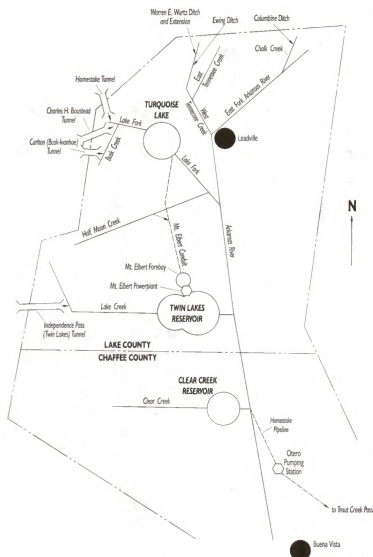 Warren E. Wurtz Ditch
and Extension
Ewing Ditch
Columbine Ditch
Chalk Creek
East
Tennessee Creek
West
Tennessee Creek
East Fork Arkansas River
Homestake Tunnel
Charles H. Boustead
Tunnel
Carlton (Busk-Ivanhoe)
Tunnel
Lake Fork
Busk Creek
TURQUOISE
LAKE
Leadville
Lake Fork
N
Half Moon Creek
Mt. Elbert Conduit
Arkansas
River
Mt. Elbert Forebay
Mt. Elbert Powerplant
Lake Creek
TWIN LAKES
RESERVOIR
Independence Pass
(Twin Lakes) Tunnel
LAKE COUNTY
CHAFFEE COUNTY
CLEAR CREEK
RESERVOIR
Clear Creek
Homestake
Pipeline
Otero
Pumping
Station
to Trout Creek Pass
Buena Vista